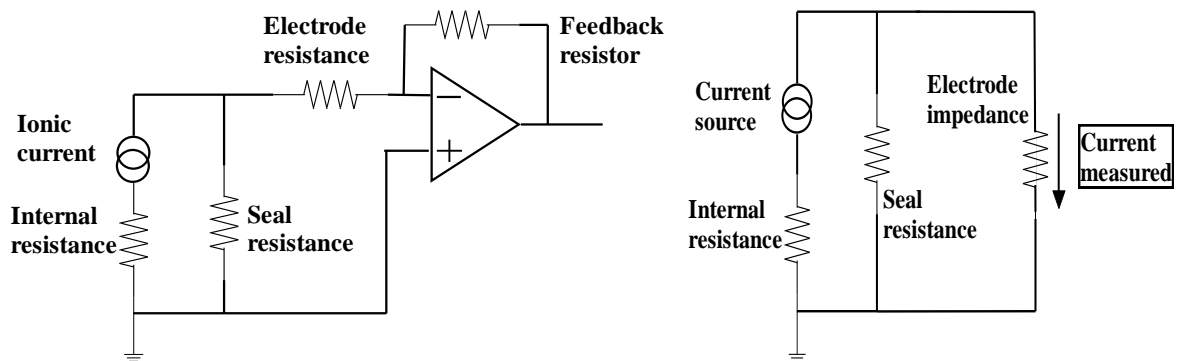 Electrode
resistance
Feedback
resistor
Ionic
current
Internal
resistance
Seal
resistance
Current
source
Electrode
impedance
Current
measured
Internal
resistance
Seal
resistance